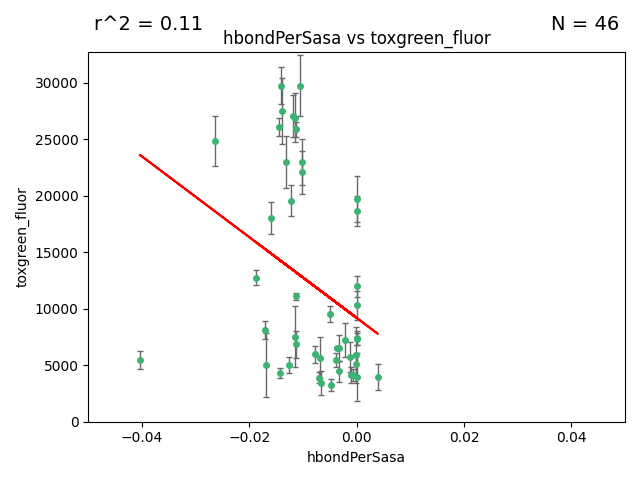 r^2 = 0.11
N = 46
hbondPerSasa vs toxgreen_fluor
30000
25000
20000
15000
10000
5000
0
toxgreen_fluor
−0.04
−0.02
0.00
0.02
0.04
hbondPerSasa